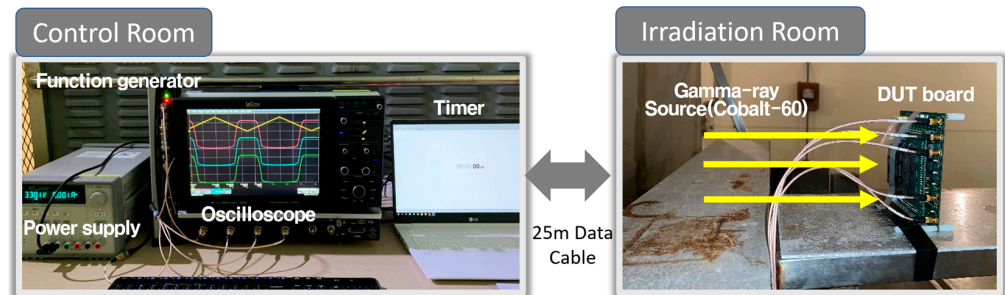 Control Room
Irradiation Room
Function generator
LeCroy
Timer
Power supply
Oscilloscope
25m Data
Cable
Gamma-ray
Source(Cobalt-60)
DUT board
LG